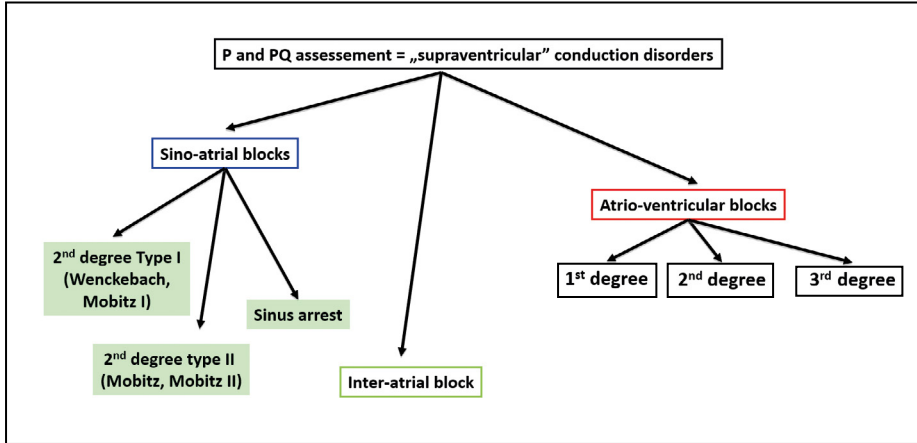 P and PQ assessement = „supraventricular” conduction disorders
Sino-atrial blocks
Atrio-ventricular blocks
2nd degree Type I
(Wenckebach,
Mobitz I)
1st degree
2nd degree
3rd degree
Sinus arrest
2nd degree type II
(Mobitz, Mobitz II)
Inter-atrial block